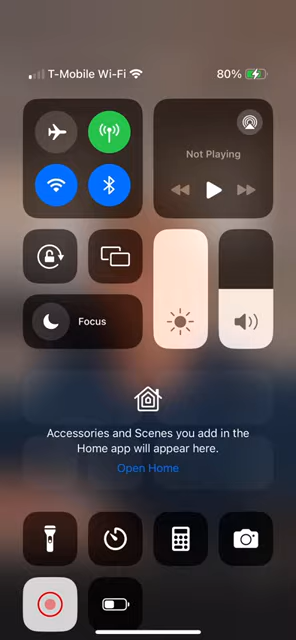 T-Mobile Wi-Fi
80%
Not Playing
Focus
Accessories and Scenes you add in the
Home app will appear here.
Open Home